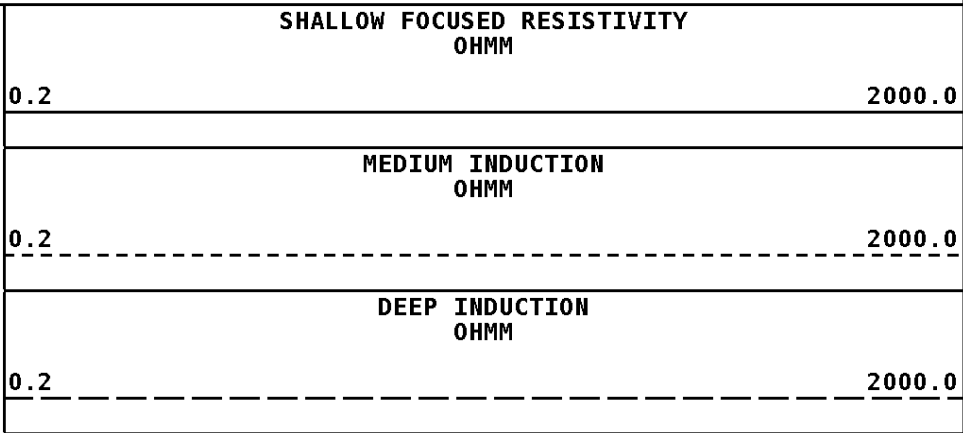 SHALLOW FOCUSED RESISTIVITY
OHMM
0.2 2000.0
MEDIUM INDUCTION
OHMM
0.2 2000.0
DEEP INDUCTION
OHMM
0.2 2000.0